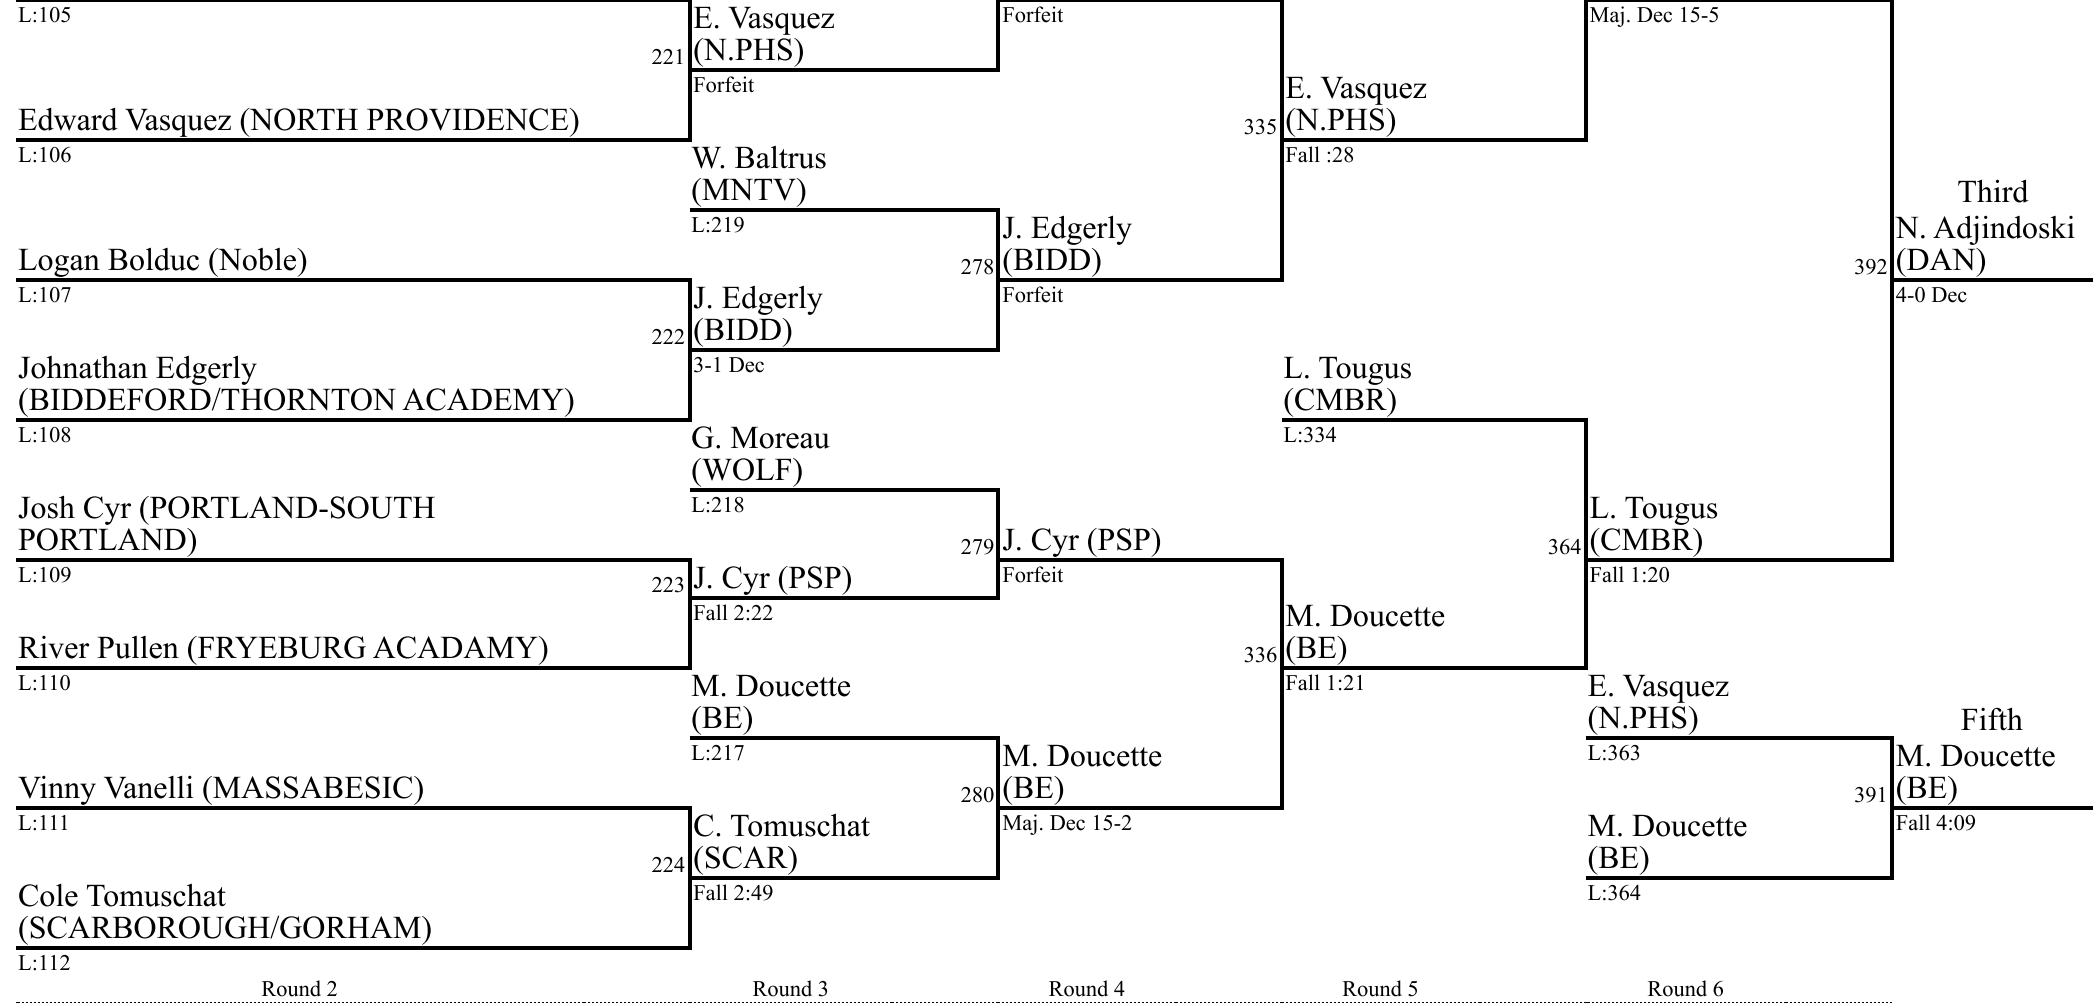 L:105
E. Vasquez
(N.PHS)
Forfeit
Maj. Dec 15-5
221
Forfeit
E. Vasquez
(N.PHS)
Edward Vasquez (NORTH PROVIDENCE)
335
L:106
Fall :28
W. Baltrus
(MNTV)
Third
L:219
J. Edgerly
(BIDD)
N. Adjindoski
(DAN)
Logan Bolduc (Noble)
278
392
L:107
Forfeit
4-0 Dec
J. Edgerly
(BIDD)
222
3-1 Dec
Johnathan Edgerly
(BIDDEFORD/THORNTON ACADEMY)
L. Tougus
(CMBR)
L:108
L:334
G. Moreau
(WOLF)
L:218
Josh Cyr (PORTLAND-SOUTH
PORTLAND)
279
J. Cyr (PSP)
L. Tougus
(CMBR)
364
L:109
Forfeit
Fall 1:20
223
J. Cyr (PSP)
Fall 2:22
M. Doucette
(BE)
River Pullen (FRYEBURG ACADAMY)
336
L:110
Fall 1:21
M. Doucette
(BE)
E. Vasquez
(N.PHS)
Fifth
L:217
L:363
M. Doucette
(BE)
M. Doucette
(BE)
Vinny Vanelli (MASSABESIC)
280
391
L:111
Maj. Dec 15-2
Fall 4:09
C. Tomuschat
(SCAR)
M. Doucette
(BE)
224
Fall 2:49
L:364
Cole Tomuschat
(SCARBOROUGH/GORHAM)
L:112
Round 2
Round 3
Round 4
Round 5
Round 6